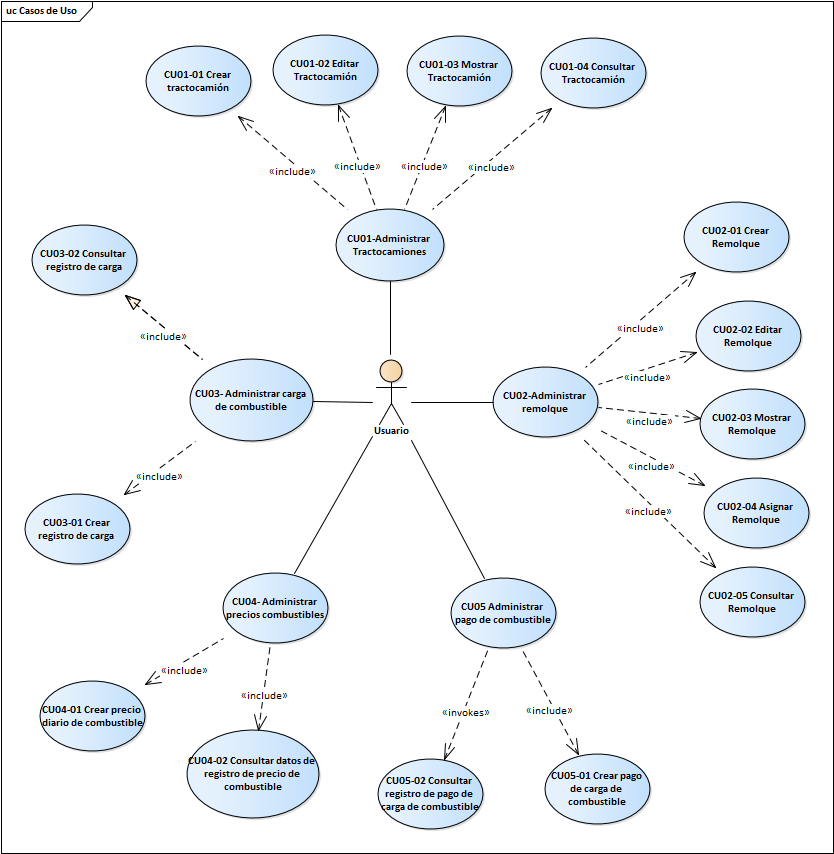 uc Casos de Uso
CU01-01 Crear
tractocamión
CU01-02 Editar
Tractocamión
CU01-03 Mostrar
Tractocamión
CU01-04 Consultar
Tractocamión
«include»
«include»
«include»
«include»
CU01-Administrar
Tractocamiones
CU02-01 Crear
Remolque
CU03-02 Consultar
registro de carga
«include»
«include»
CU02-02 Editar
Remolque
«include»
CU03- Administrar carga
de combustible
Usuario
CU02-Administrar
remolque
«include»
CU02-03 Mostrar
Remolque
«include»
«include»
CU02-04 Asignar
Remolque
«include»
CU03-01 Crear
registro de carga
CU02-05 Consultar
Remolque
CU04- Administrar
precios combustibles
CU05 Administrar
pago de combustible
«include»
«include»
«invokes»
«include»
CU04-01 Crear precio
diario de combustible
CU04-02 Consultar datos de
registro de precio de
combustible
CU05-02 Consultar
registro de pago de
carga de combustible
CU05-01 Crear pago
de carga de
combustible